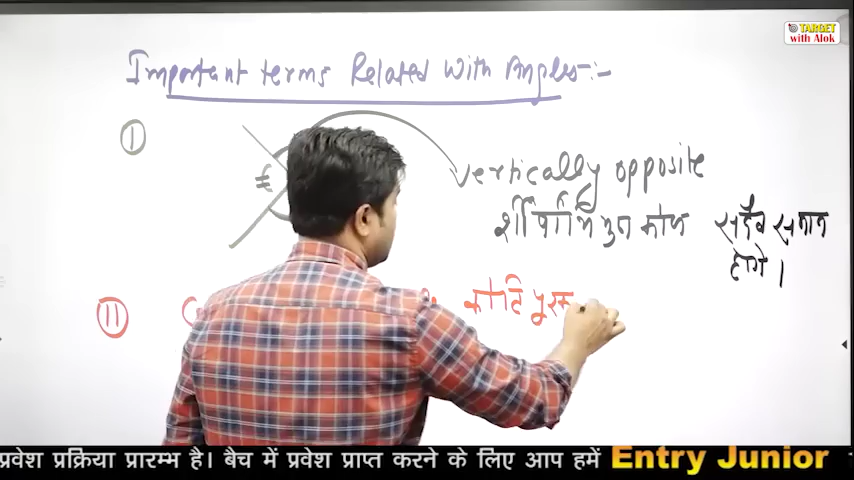 TARGET
with Alok
Important terms Related With Angles:-
I
vertically opposite
शीर्षाभिमुख कोण सदैव समान
होंगे।
II C कोटि पूरक
प्रवेश प्रक्रिया प्रारम्भ है। बैच में प्रवेश प्राप्त करने के लिए आप हमें Entry Junior